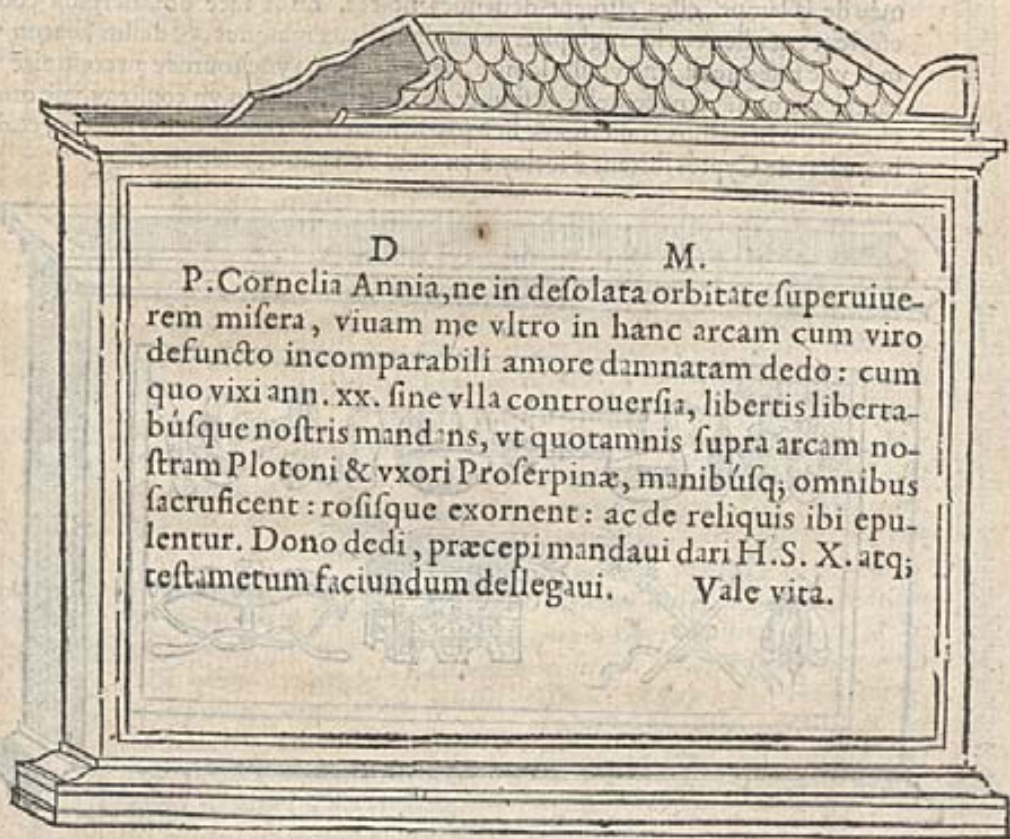 D M.
P. Cornelia Annia, ne in deſolata orbitate ſuperuiue-
rem miſera, viuam me vltro in hanc arcam cum viro
defuncto incomparabili amore damnatam dedo: cum
quo vixi ann. xx. ſine vlla controuerſia, libertis liberta-
búſque noſtris mandans, vt quotamnis ſupra arcam no-
ſtram Plotoni & vxori Proſerpinæ, manibúſq; omnibus
ſacruficent: roſiſque exornent: ac de reliquis ibi epu-
lentur. Dono dedi, præcepi mandaui dari H.S. X. atq;
teſtametum faciundum dellegaui. Vale vita.